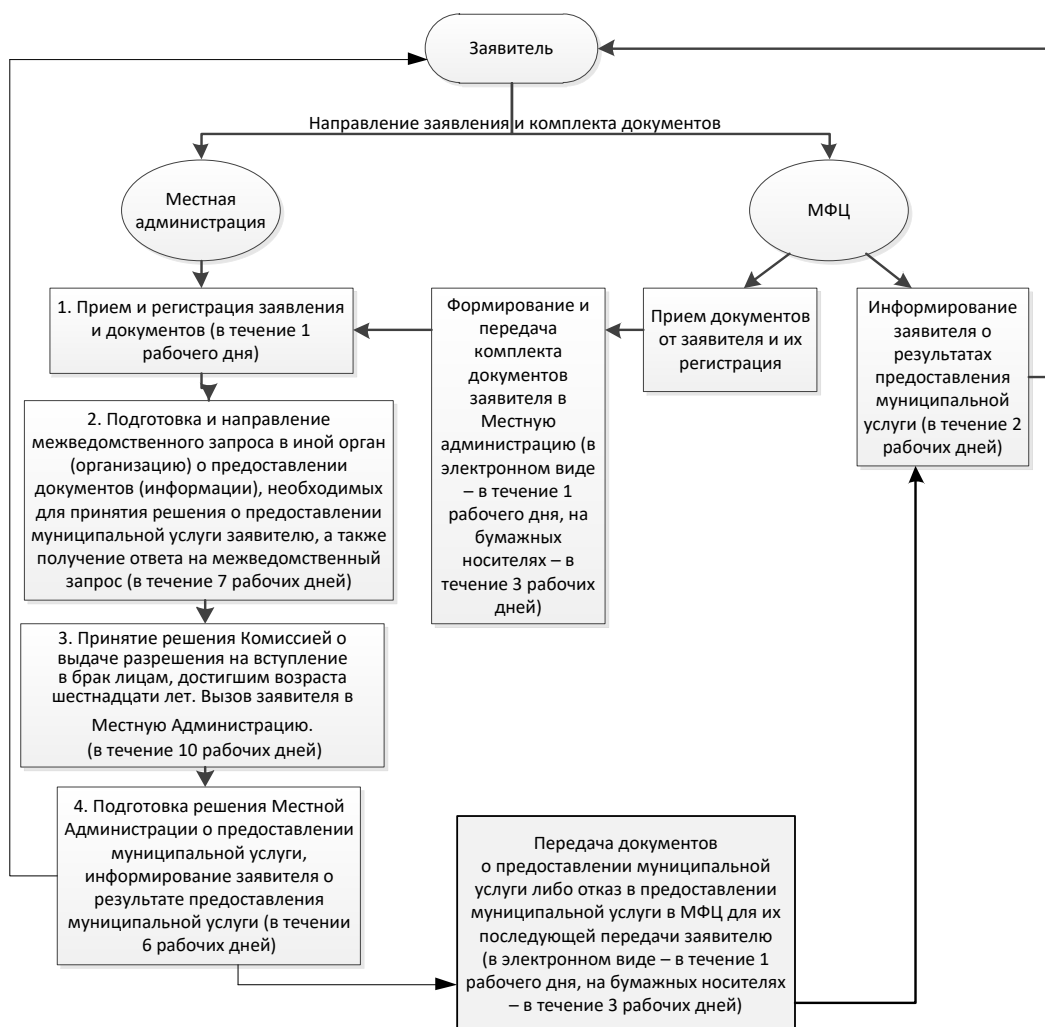 Заявитель
Направление заявления и комплекта документов
Местная
администрация
МФЦ
1. Прием и регистрация заявления
и документов (в течение 1
рабочего дня)
Формирование и
передача
комплекта
документов
заявителя в
Местную
администрацию (в
электронном виде
– в течение 1
рабочего дня, на
бумажных
носителях – в
течение 3 рабочих
дней)
Прием документов
от заявителя и их
регистрация
Информирование
заявителя о
результатах
предоставления
муниципальной
услуги (в течение 2
рабочих дней)
2. Подготовка и направление
межведомственного запроса в иной орган
(организацию) о предоставлении
документов (информации), необходимых
для принятия решения о предоставлении
муниципальной услуги заявителю, а также
получение ответа на межведомственный
запрос (в течение 7 рабочих дней)
3. Принятие решения Комиссией о
выдаче разрешения на вступление
в брак лицам, достигшим возраста
шестнадцати лет. Вызов заявителя в
Местную Администрацию.
(в течение 10 рабочих дней)
4. Подготовка решения Местной
Администрации о предоставлении
муниципальной услуги,
информирование заявителя о
результате предоставления
муниципальной услуги (в течении
6 рабочих дней)
Передача документов
о предоставлении муниципальной
услуги либо отказ в предоставлении
муниципальной услуги в МФЦ для их
последующей передачи заявителю
(в электронном виде – в течение 1
рабочего дня, на бумажных носителях
– в течение 3 рабочих дней)